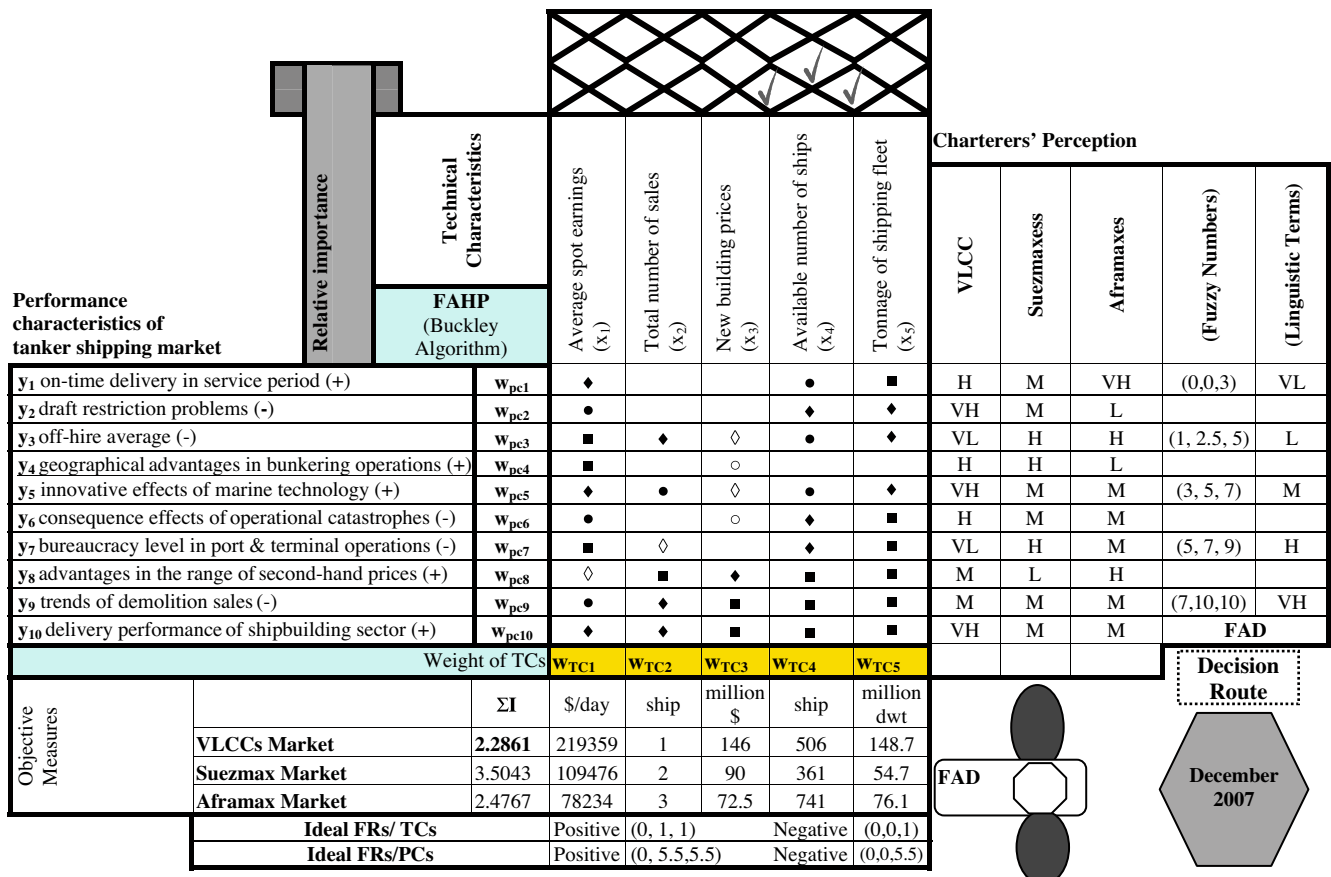 Charterers’ Perception
Relative importance
Technical
Characteristics
Average spot earnings
(x1)
Total number of sales
(x2)
New building prices
(x3)
Available number of ships
(x4)
Tonnage of shipping fleet
(x5)
VLCC
Suezmaxess
Aframaxes
(Fuzzy Numbers)
(Linguistic Terms)
Performance
characteristics of
tanker shipping market
FAHP
(Buckley
Algorithm)
y1 on-time delivery in service period (+) wpc1 ♦ ● ■ H M VH (0,0,3) VL
y2 draft restriction problems (-) wpc2 ● ♦ ♦ VH M L
y3 off-hire average (-) wpc3 ■ ♦ ◊ ● ♦ VL H H (1, 2.5, 5) L
y4 geographical advantages in bunkering operations (+) wpc4 ■ ○ H H L
y5 innovative effects of marine technology (+) wpc5 ♦ ● ◊ ● ♦ VH M M (3, 5, 7) M
y6 consequence effects of operational catastrophes (-) wpc6 ● ○ ♦ ■ H M M
y7 bureaucracy level in port & terminal operations (-) wpc7 ■ ◊ ♦ ■ VL H M (5, 7, 9) H
y8 advantages in the range of second-hand prices (+) wpc8 ◊ ■ ♦ ■ ■ M L H
y9 trends of demolition sales (-) wpc9 ● ♦ ■ ■ ■ M M M (7,10,10) VH
y10 delivery performance of shipbuilding sector (+) wpc10 ♦ ♦ ■ ■ ■ VH M M FAD
Weight of TCs wTC1 wTC2 wTC3 wTC4 wTC5
Decision
Route
Objective
Measures
ΣI $/day ship million $ ship million dwt
VLCCs Market 2.2861 219359 1 146 506 148.7
Suezmax Market 3.5043 109476 2 90 361 54.7
Aframax Market 2.4767 78234 3 72.5 741 76.1
Ideal FRs/ TCs Positive (0, 1, 1) Negative (0,0,1)
Ideal FRs/PCs Positive (0, 5.5,5.5) Negative (0,0,5.5)
FAD
December
2007